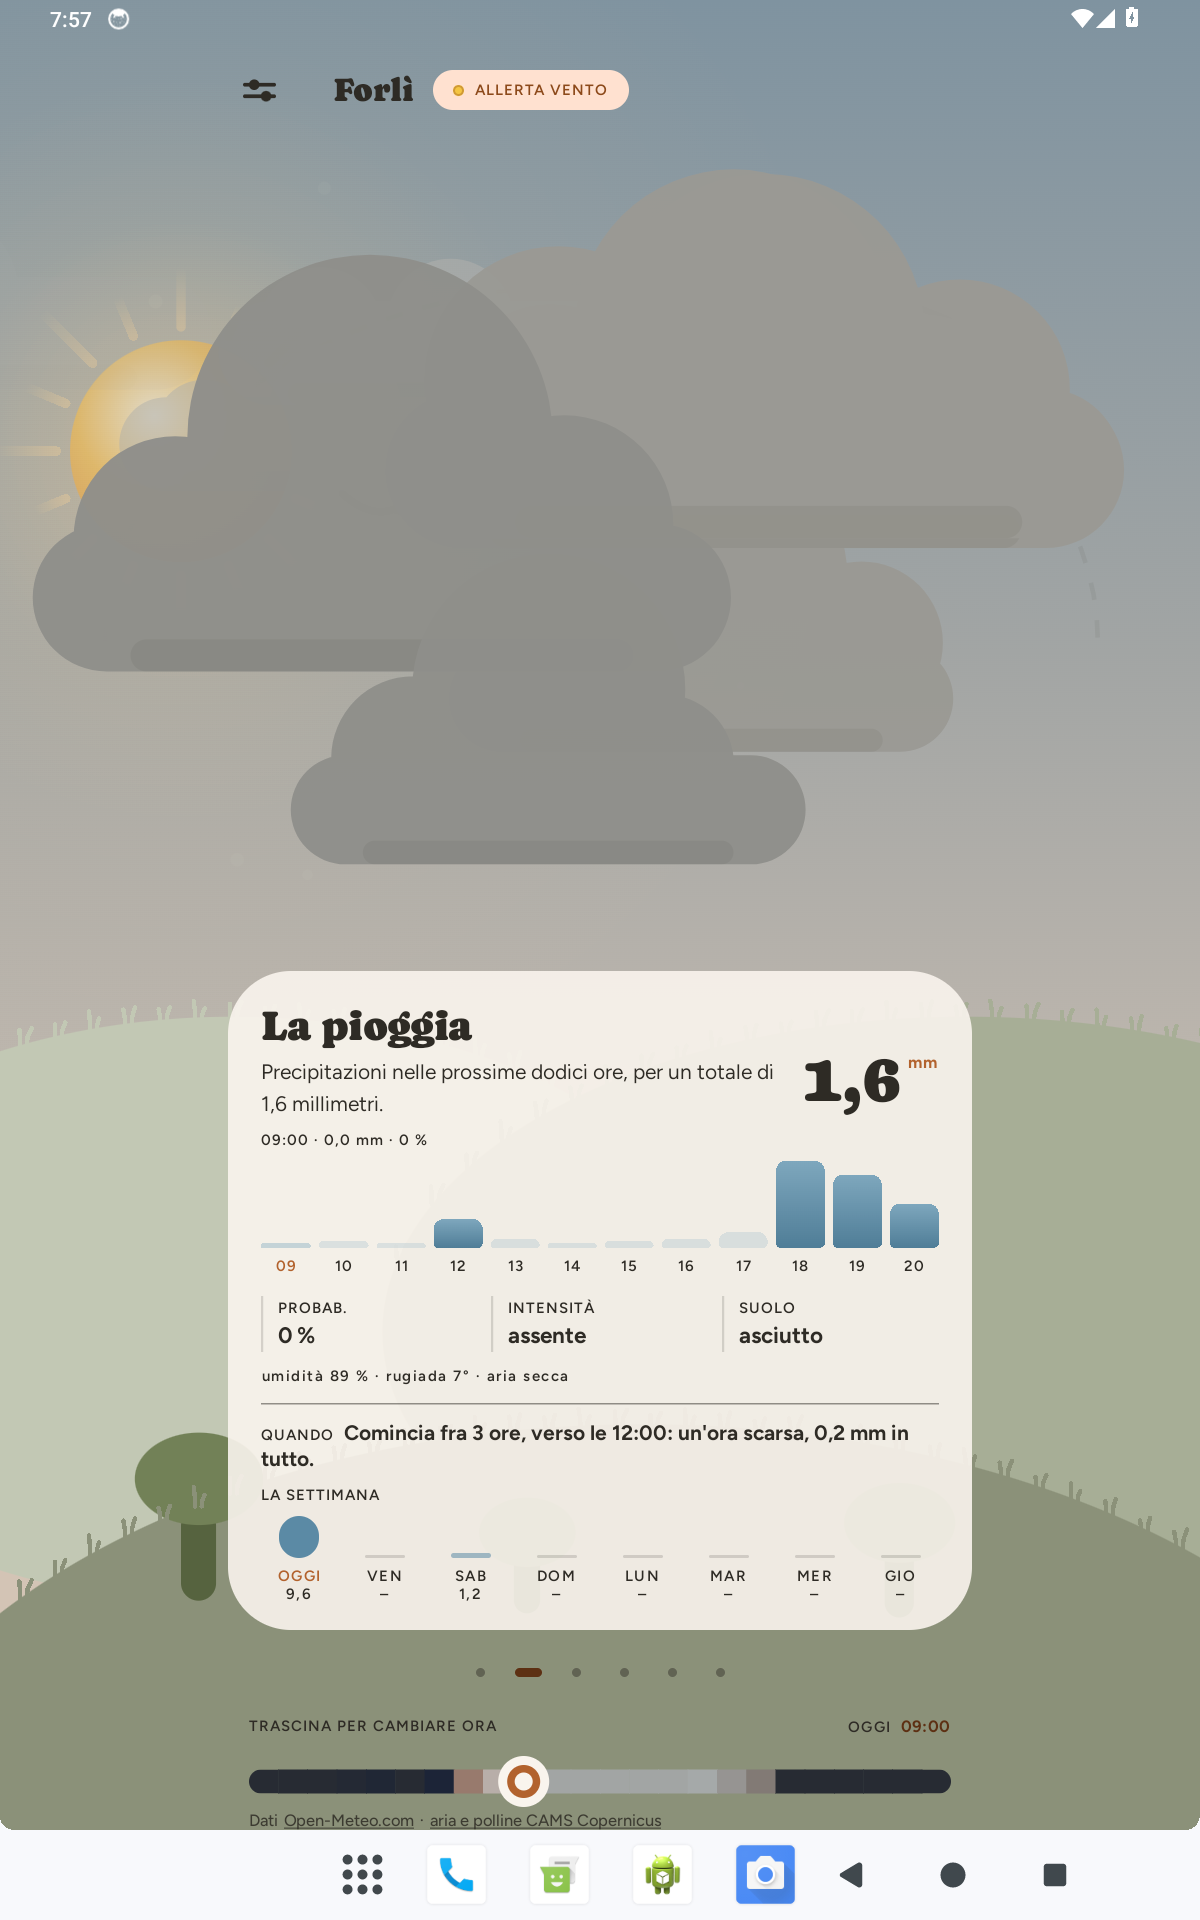 7:57
Forlì
ALLERTA VENTO
La pioggia
Precipitazioni nelle prossime dodici ore, per un totale di
1,6 millimetri.
1,6 mm
09:00 · 0,0 mm · 0 %
09 10 11 12 13 14 15 16 17 18 19 20
PROBAB. INTENSITÀ SUOLO
0 % assente asciutto
umidità 89 % · rugiada 7° · aria secca
QUANDO Comincia fra 3 ore, verso le 12:00: un'ora scarsa, 0,2 mm in
tutto.
LA SETTIMANA
OGGI VEN SAB DOM LUN MAR MER GIO
9,6 – 1,2 – – – – –
TRASCINA PER CAMBIARE ORA OGGI 09:00
Dati Open-Meteo.com · aria e polline CAMS Copernicus